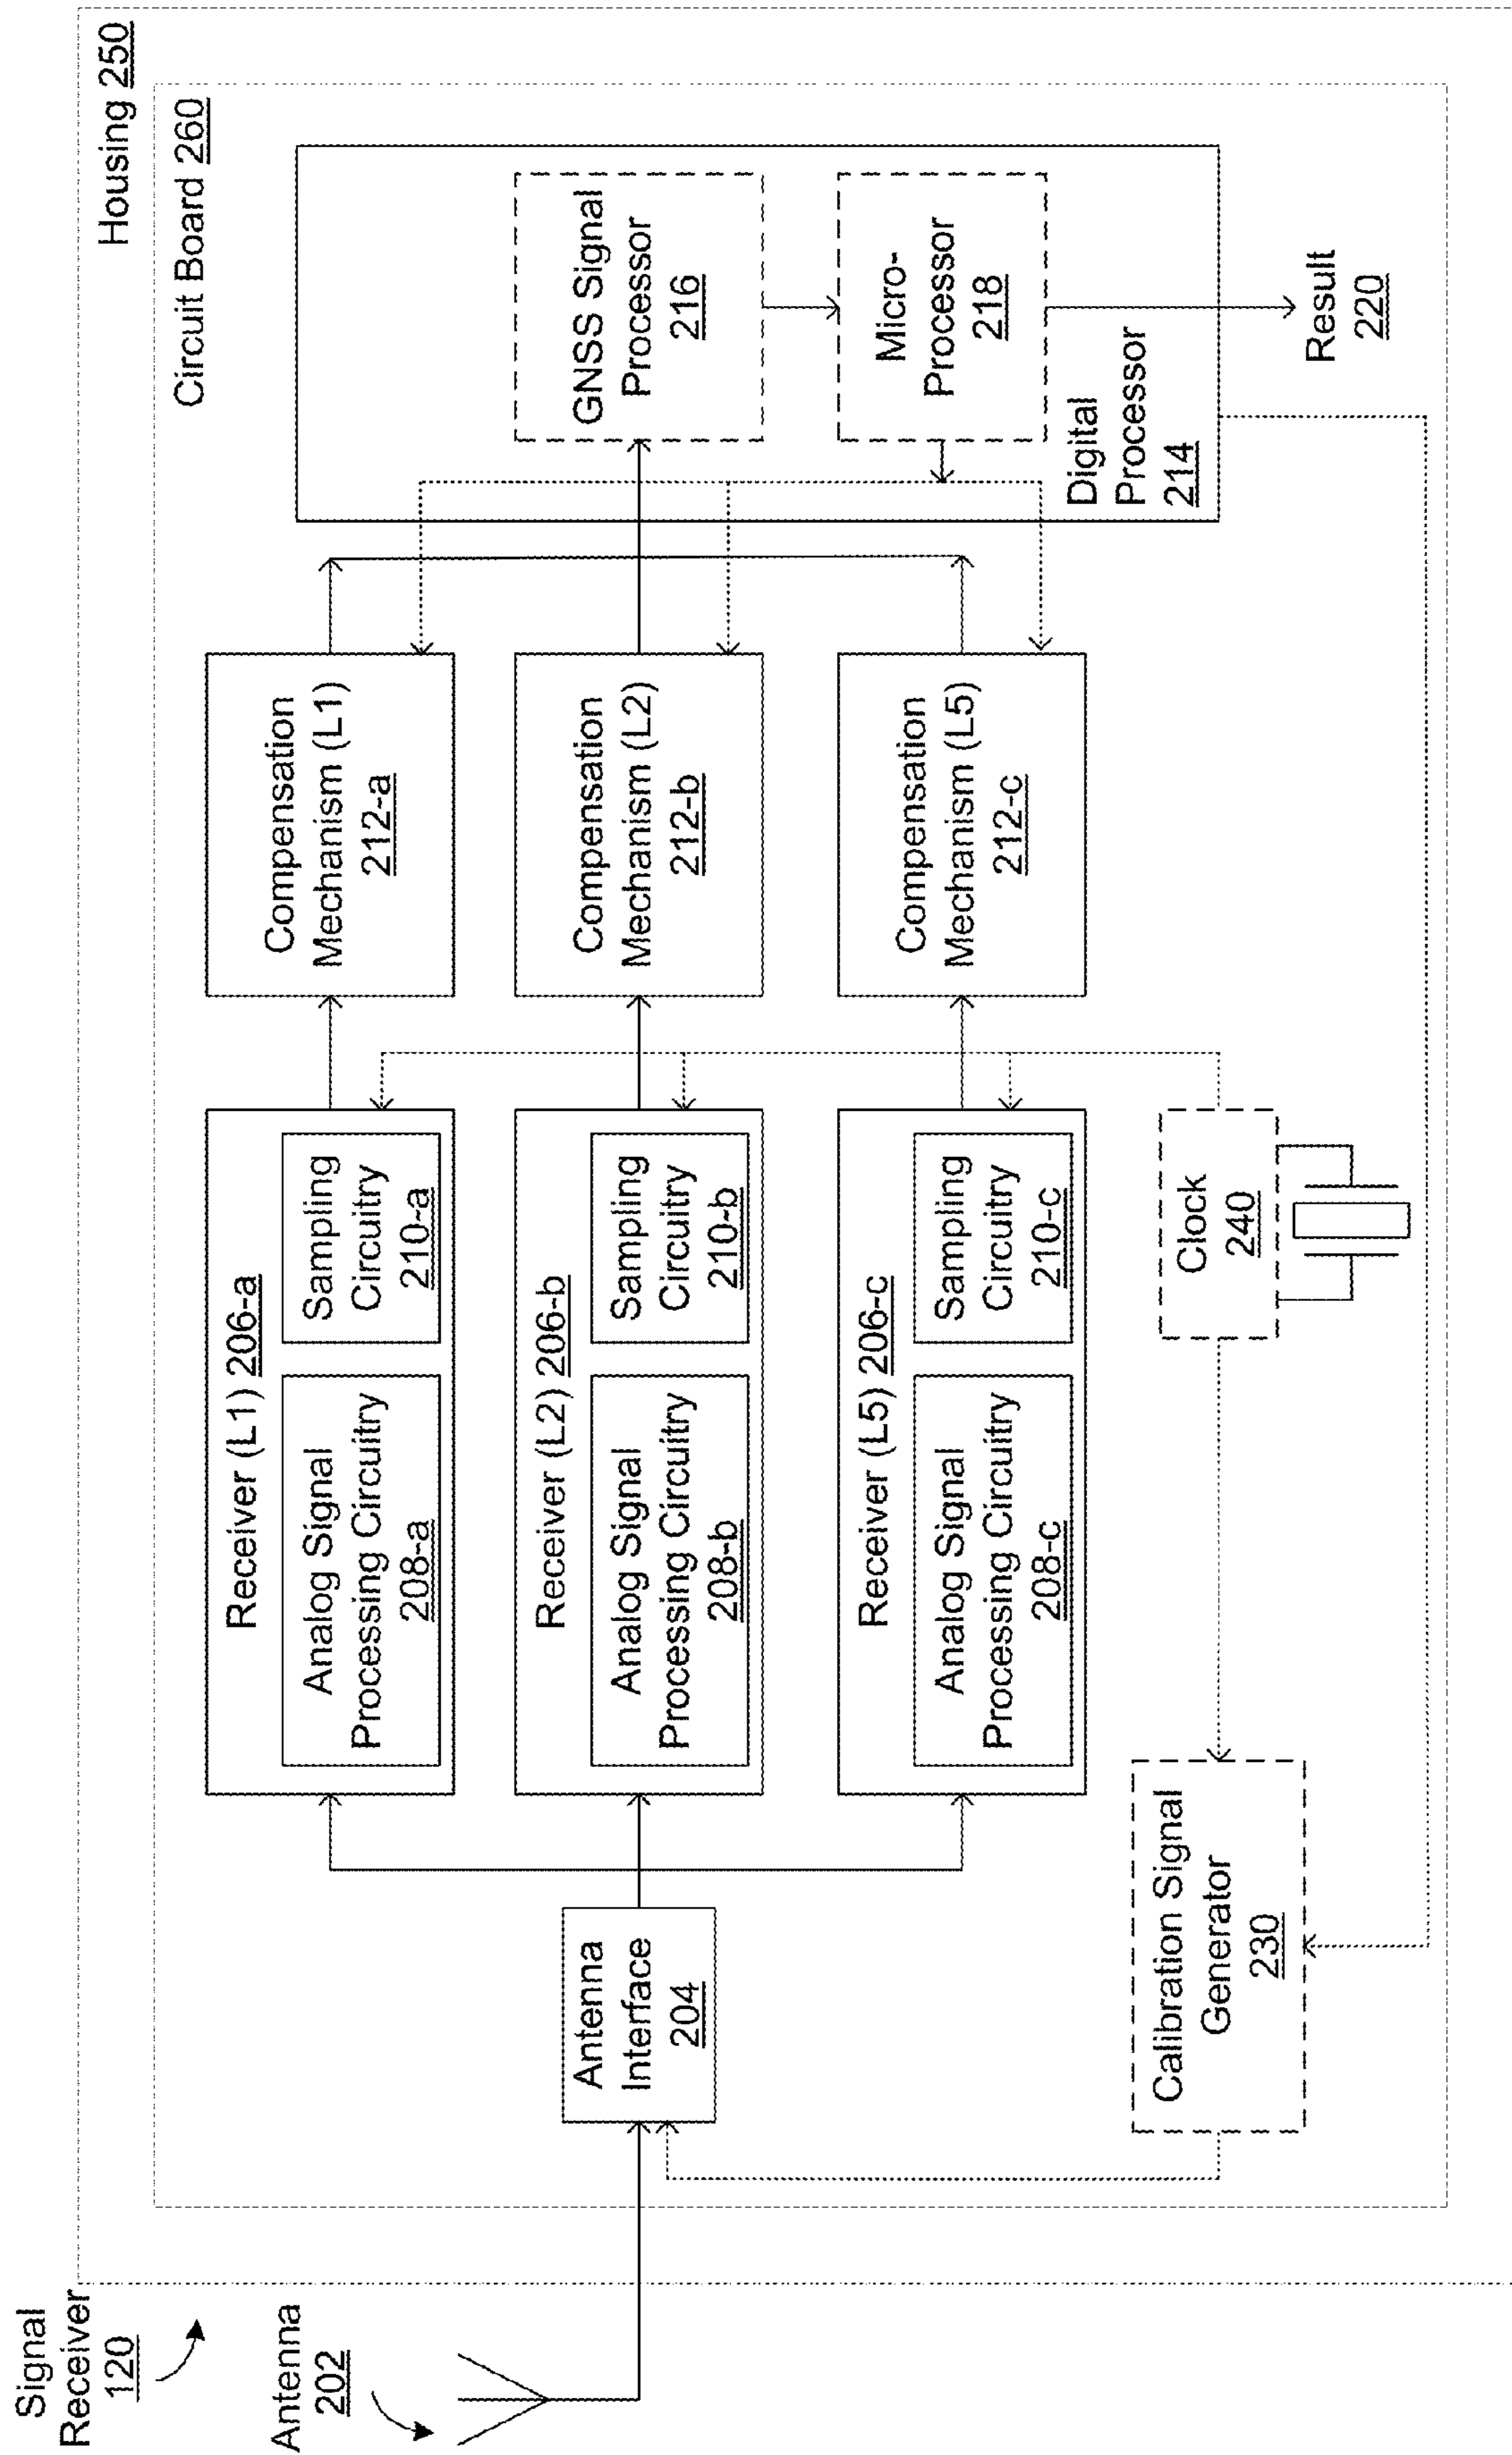 Signal
Receiver
120
Antenna
202
Housing 250
Circuit Board 260
Antenna
Interface
204
Receiver (L1) 206-a
Analog Signal
Processing Circuitry
208-a
Sampling
Circuitry
210-a
Compensation
Mechanism (L1)
212-a
Receiver (L2) 206-b
Analog Signal
Processing Circuitry
208-b
Sampling
Circuitry
210-b
Compensation
Mechanism (L2)
212-b
Receiver (L5) 206-c
Analog Signal
Processing Circuitry
208-c
Sampling
Circuitry
210-c
Compensation
Mechanism (L5)
212-c
GNSS Signal
Processor
216
Micro-
Processor
218
Digital
Processor
214
Result
220
Calibration Signal
Generator
230
Clock
240